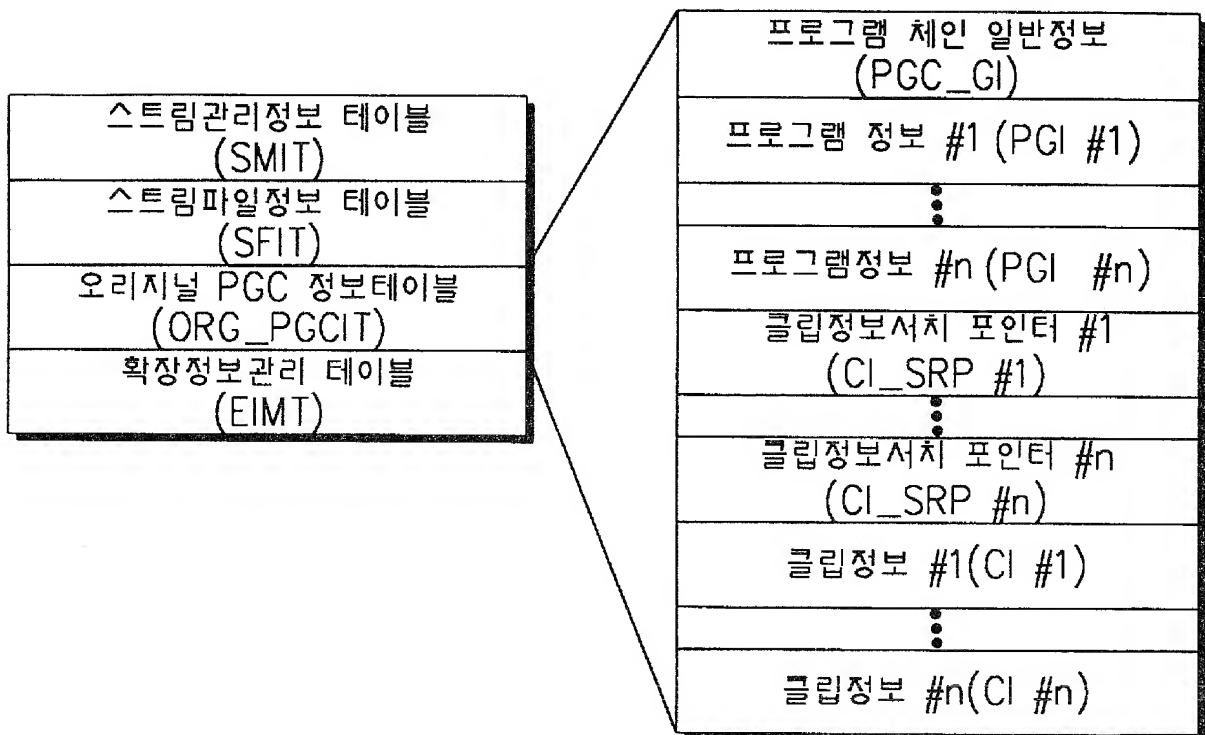 스트림관리정보 테이블
(SMIT)
스트림파일정보 테이블
(SFIT)
오리지널 PGC 정보테이블
(ORG_PGCIT)
확장정보관리 테이블
(EIMT)
프로그램 체인 일반정보
(PGC_GI)
프로그램 정보 #1 (PGI #1)
프로그램정보 #n (PGI #n)
클립정보서치 포인터 #1
(CI_SRP #1)
클립정보서치 포인터 #n
(CI_SRP #n)
클립정보 #1(CI #1)
클립정보 #n(CI #n)